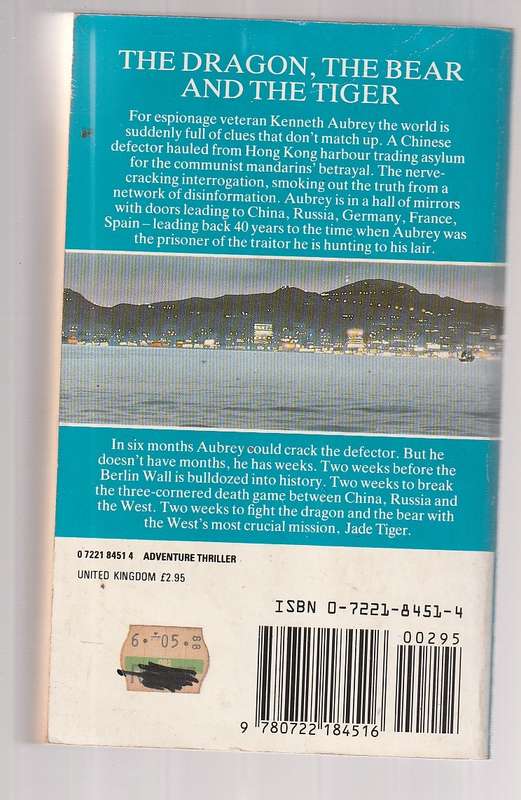 THE DRAGON, THE BEAR
AND THE TIGER
For espionage veteran Kenneth Aubrey the world is
suddenly full of clues that don't match up. A Chinese
defector hauled from Hong Kong harbour trading asylum
for the communist mandarins' betrayal. The nerve-
cracking interrogation, smoking out the truth from a
network of disinformation. Aubrey is in a hall of mirrors
with doors leading to China, Russia, Germany, France,
Spain – leading back 40 years to the time when Aubrey was
the prisoner of the traitor he is hunting to his lair.
In six months Aubrey could crack the defector. But he
doesn't have months, he has weeks. Two weeks before the
Berlin Wall is bulldozed into history. Two weeks to break
the three-cornered death game between China, Russia and
the West. Two weeks to fight the dragon and the bear with
the West's most crucial mission, Jade Tiger.
0 7221 8451 4 ADVENTURE THRILLER
UNITED KINGDOM £2.95
ISBN 0-7221-8451-4
00295
6 · 05 · 88
9 780722 184516